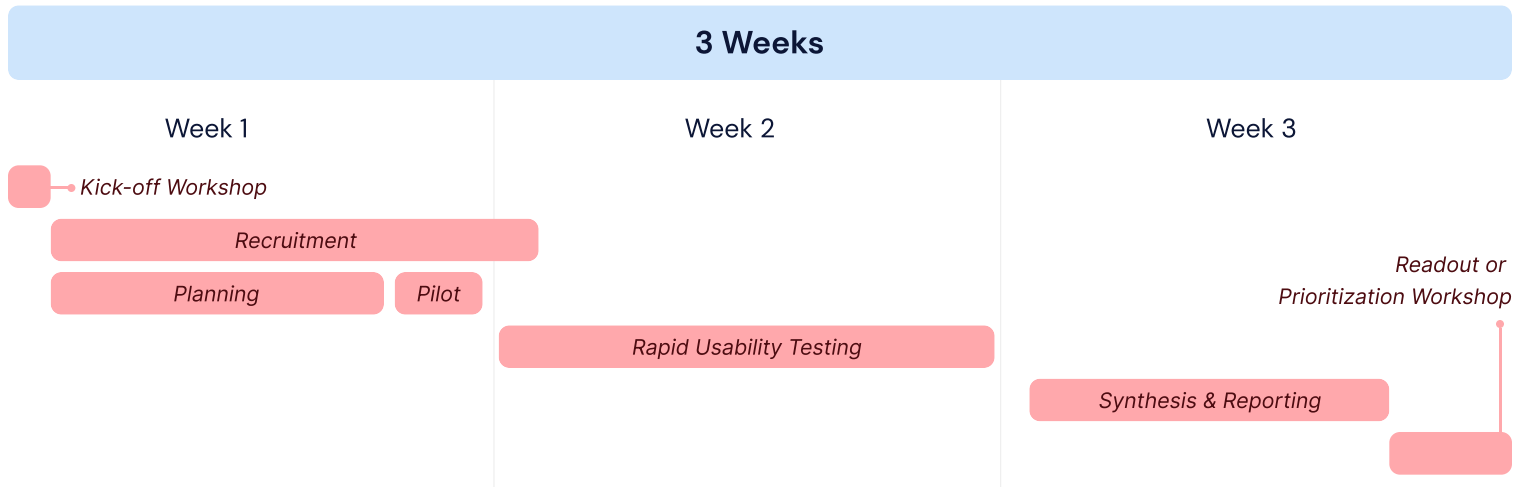 3 Weeks
Week 1
Week 2
Week 3
Kick-off Workshop
Recruitment
Planning
Pilot
Rapid Usability Testing
Readout or
Prioritization Workshop
Synthesis & Reporting